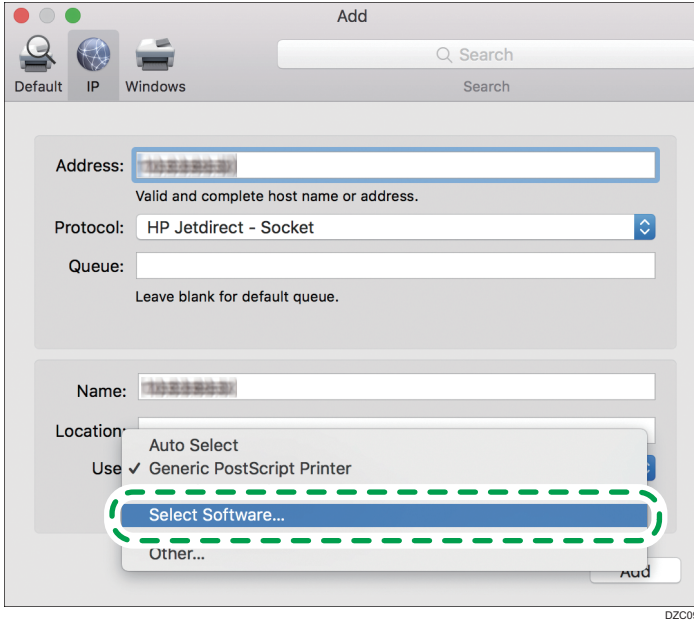 Add
Search
Default IP Windows
Search
Address:
Valid and complete host name or address.
Protocol: HP Jetdirect - Socket
Queue:
Leave blank for default queue.
Name:
Location:
Auto Select
Use ✓ Generic PostScript Printer
Select Software...
Other...
Add